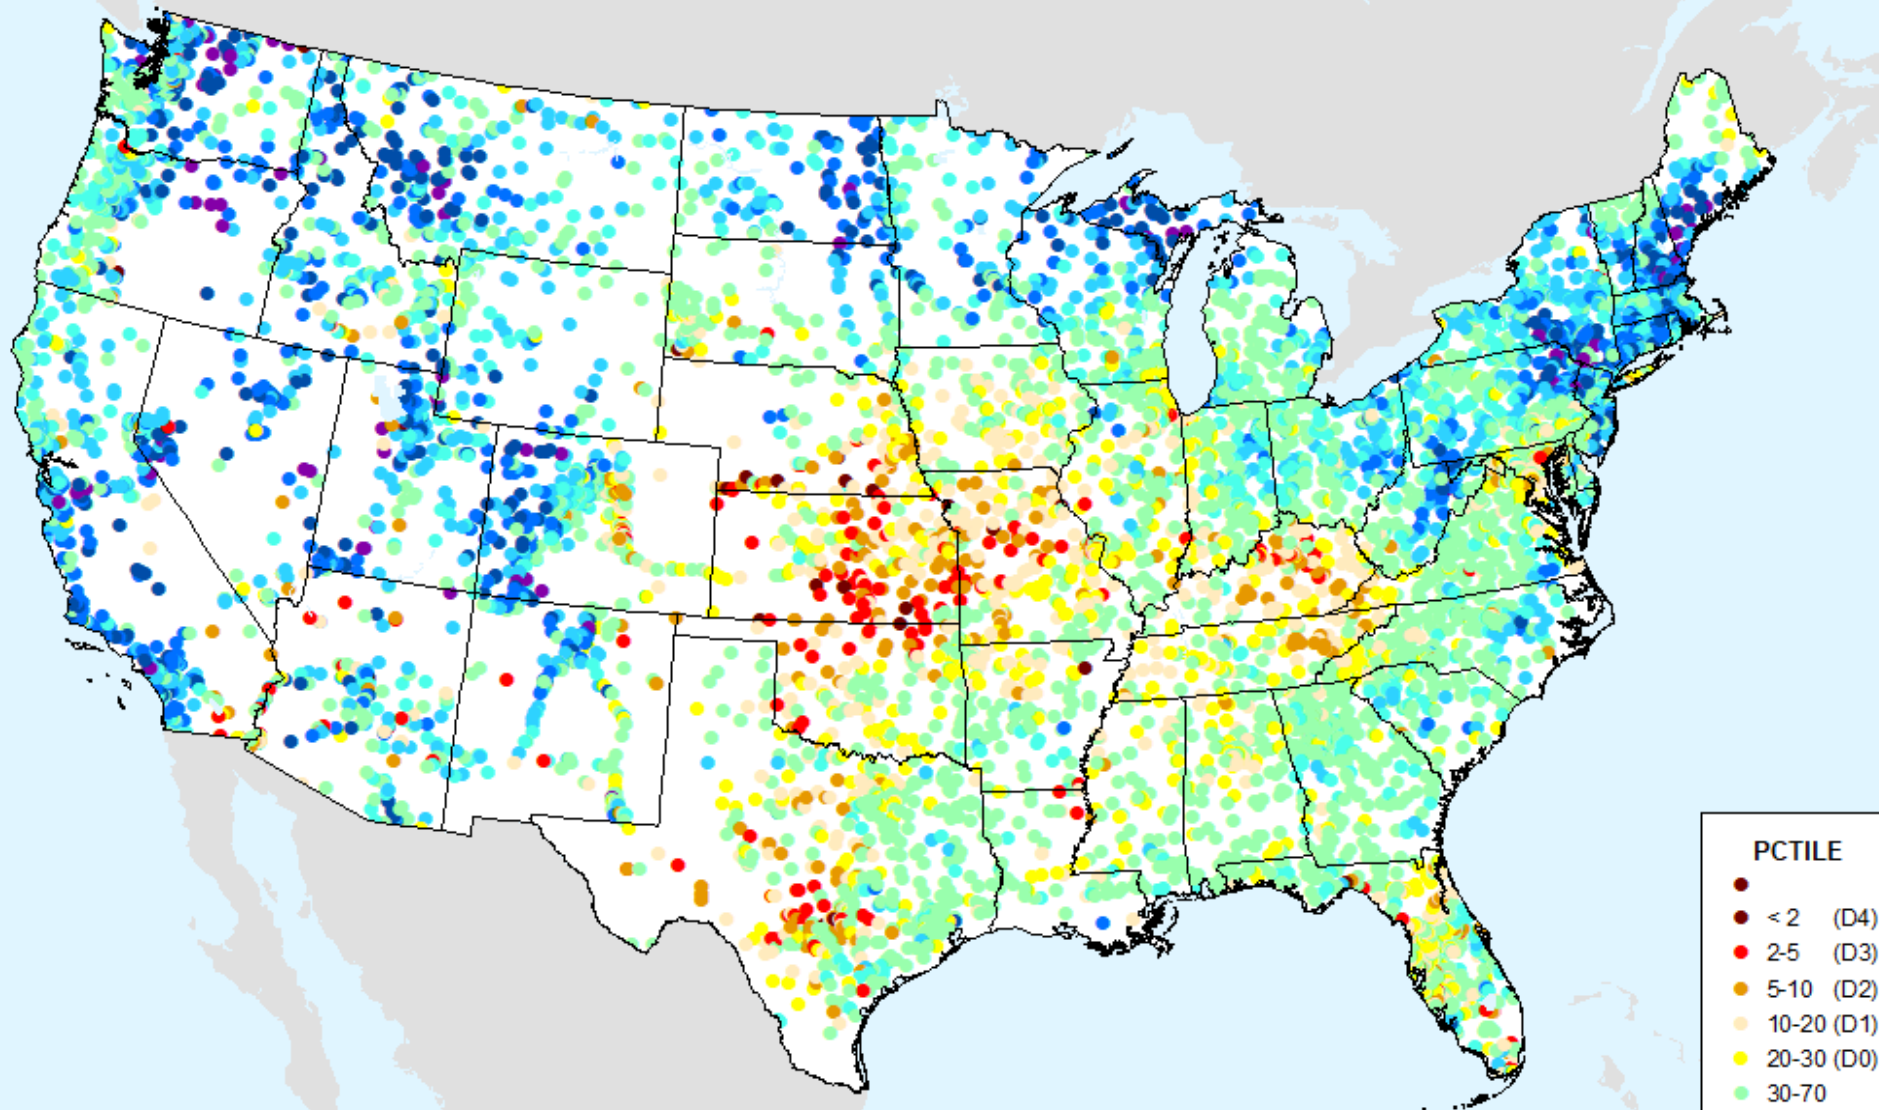 PCTILE
< 2 (D4)
2-5 (D3)
5-10 (D2)
10-20 (D1)
20-30 (D0)
30-70